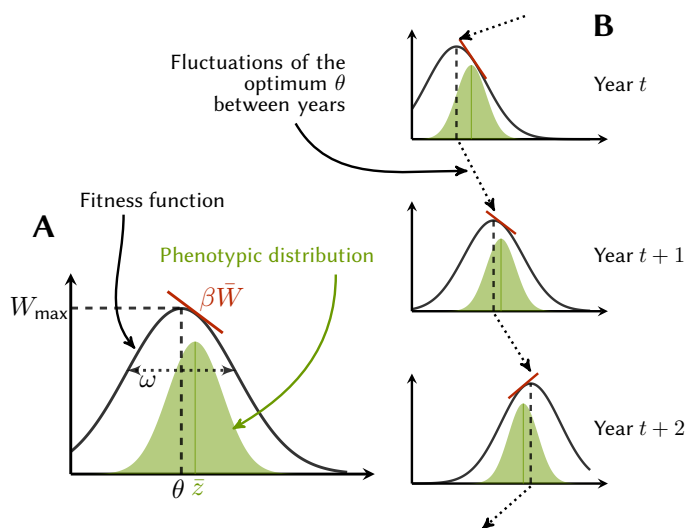 B
Fluctuations of the
optimum θ
between years
Year t
Fitness function
A
Phenotypic distribution
Year t + 1
W_max
βW̄
ω
θ z̄
Year t + 2